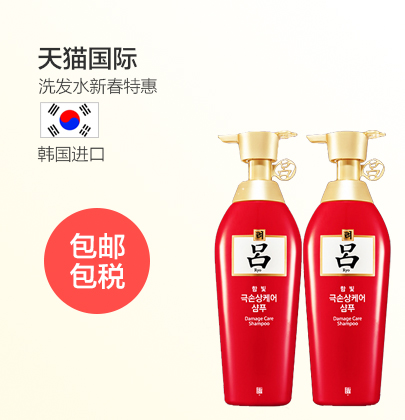 天猫国际
洗发水新春特惠
韩国进口
包邮
包税
呂
Ryo
함빛
극손상케어
샴푸
Damage Care
Shampoo
呂
Ryo
함빛
극손상케어
샴푸
Damage Care
Shampoo